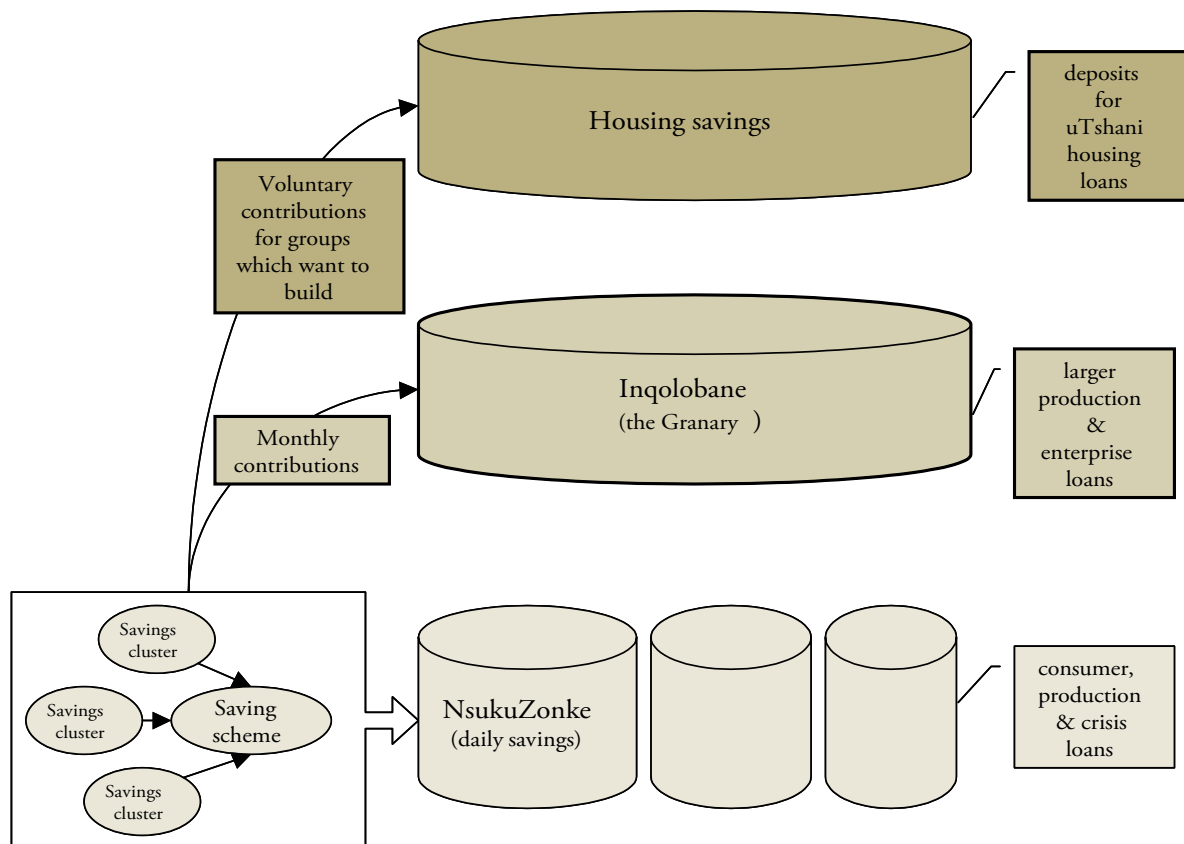 Housing savings
deposits
for
uTshani
housing
loans
Voluntary
contributions
for groups
which want to
build
Inqolobane
(the Granary )
larger
production
&
enterprise
loans
Monthly
contributions
Savings
cluster
Savings
cluster
Saving
scheme
Savings
cluster
NsukuZonke
(daily savings)
consumer,
production
& crisis
loans